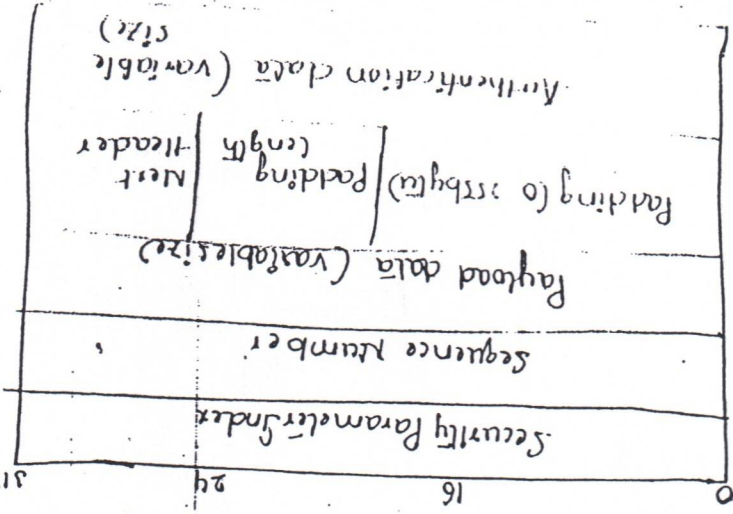 0 16 24 31
Security Parameter Index
Sequence Number
Payload data (variable size)
Padding (0 255 bytes) Padding Next
length Header
Authentication data (variable
size)